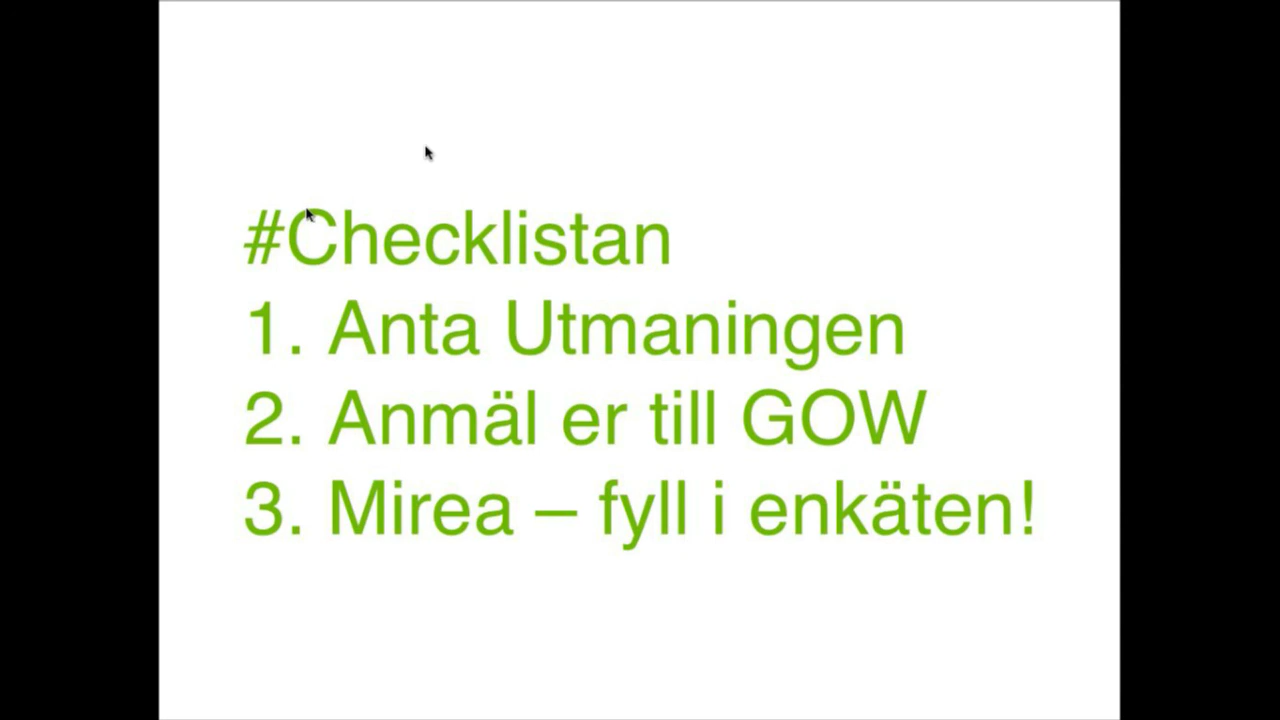 #Checklistan
1. Anta Utmaningen
2. Anmäl er till GOW
3. Mirea – fyll i enkäten!